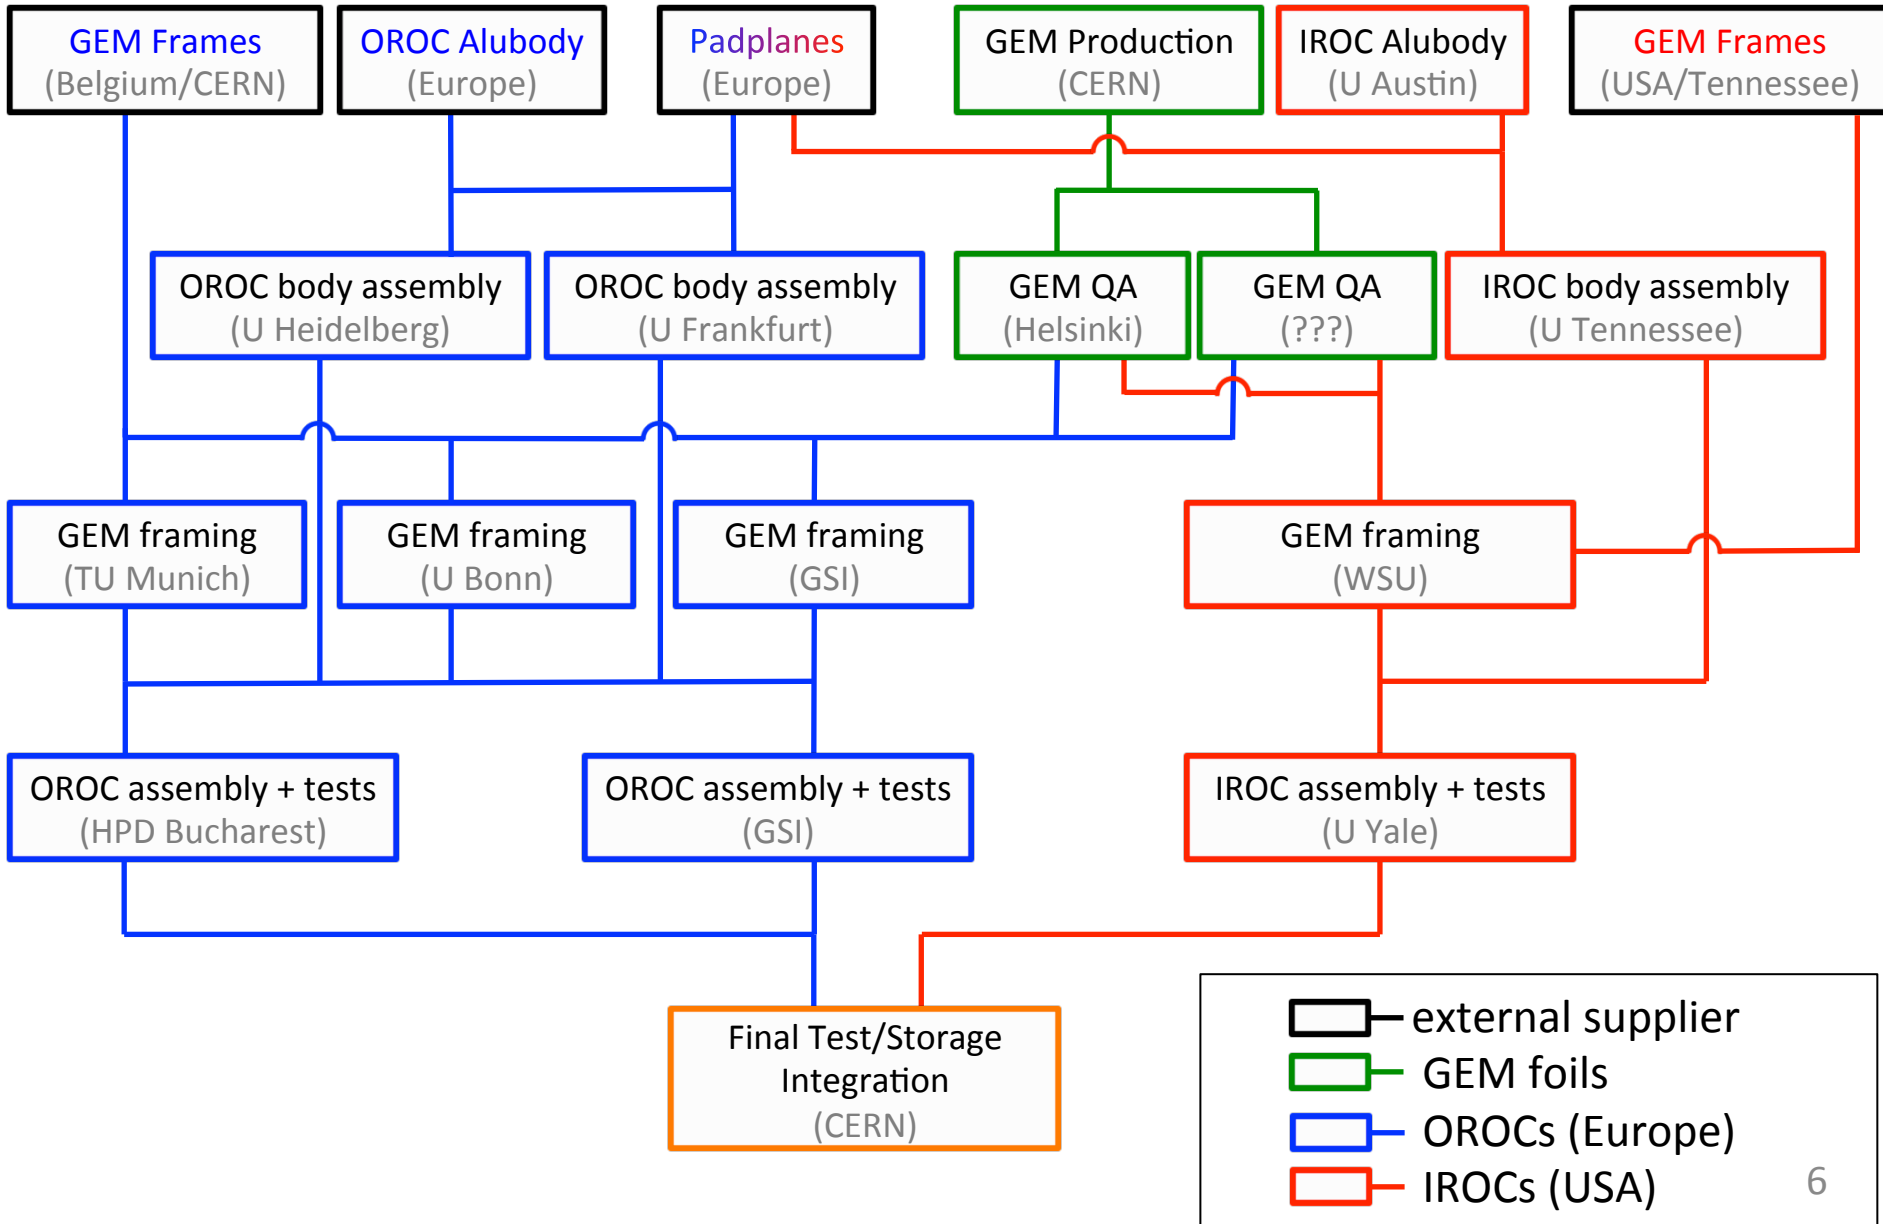 GEM Frames
(Belgium/CERN)
OROC Alubody
(Europe)
Padplanes
(Europe)
GEM Production
(CERN)
IROC Alubody
(U Austin)
GEM Frames
(USA/Tennessee)
OROC body assembly
(U Heidelberg)
OROC body assembly
(U Frankfurt)
GEM QA
(Helsinki)
GEM QA
(???)
IROC body assembly
(U Tennessee)
GEM framing
(TU Munich)
GEM framing
(U Bonn)
GEM framing
(GSI)
GEM framing
(WSU)
OROC assembly + tests
(HPD Bucharest)
OROC assembly + tests
(GSI)
IROC assembly + tests
(U Yale)
Final Test/Storage
Integration
(CERN)
external supplier
GEM foils
OROCs (Europe)
IROCs (USA)
6